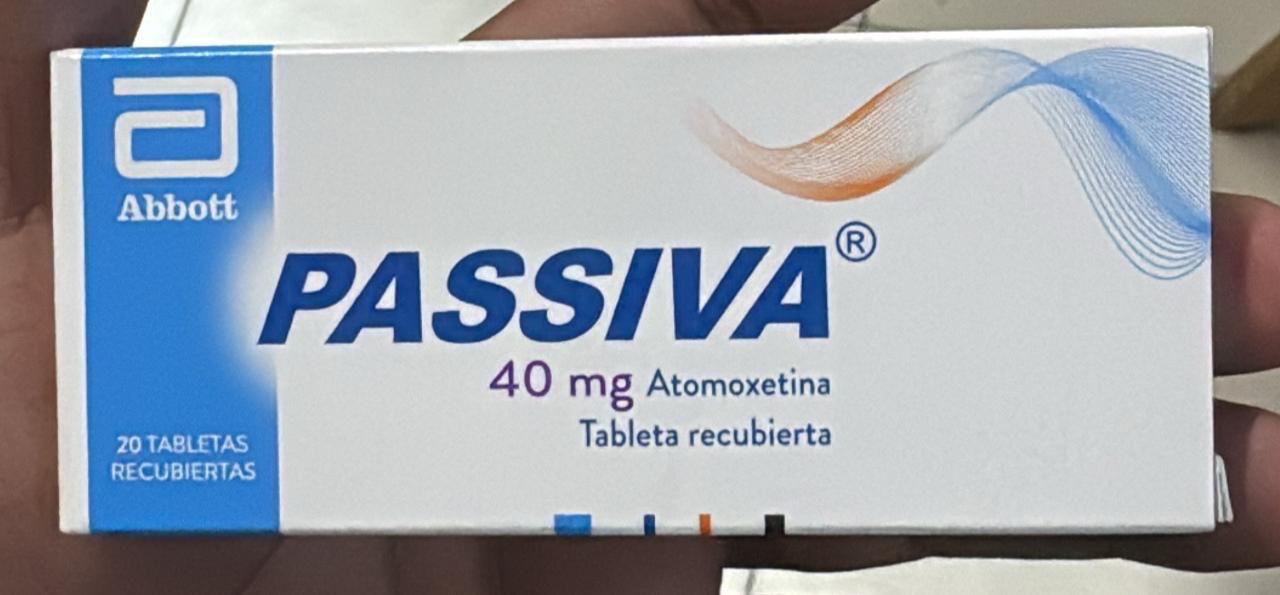 Abbott
PASSIVA®
40 mg Atomoxetina
Tableta recubierta
20 TABLETAS
RECUBIERTAS